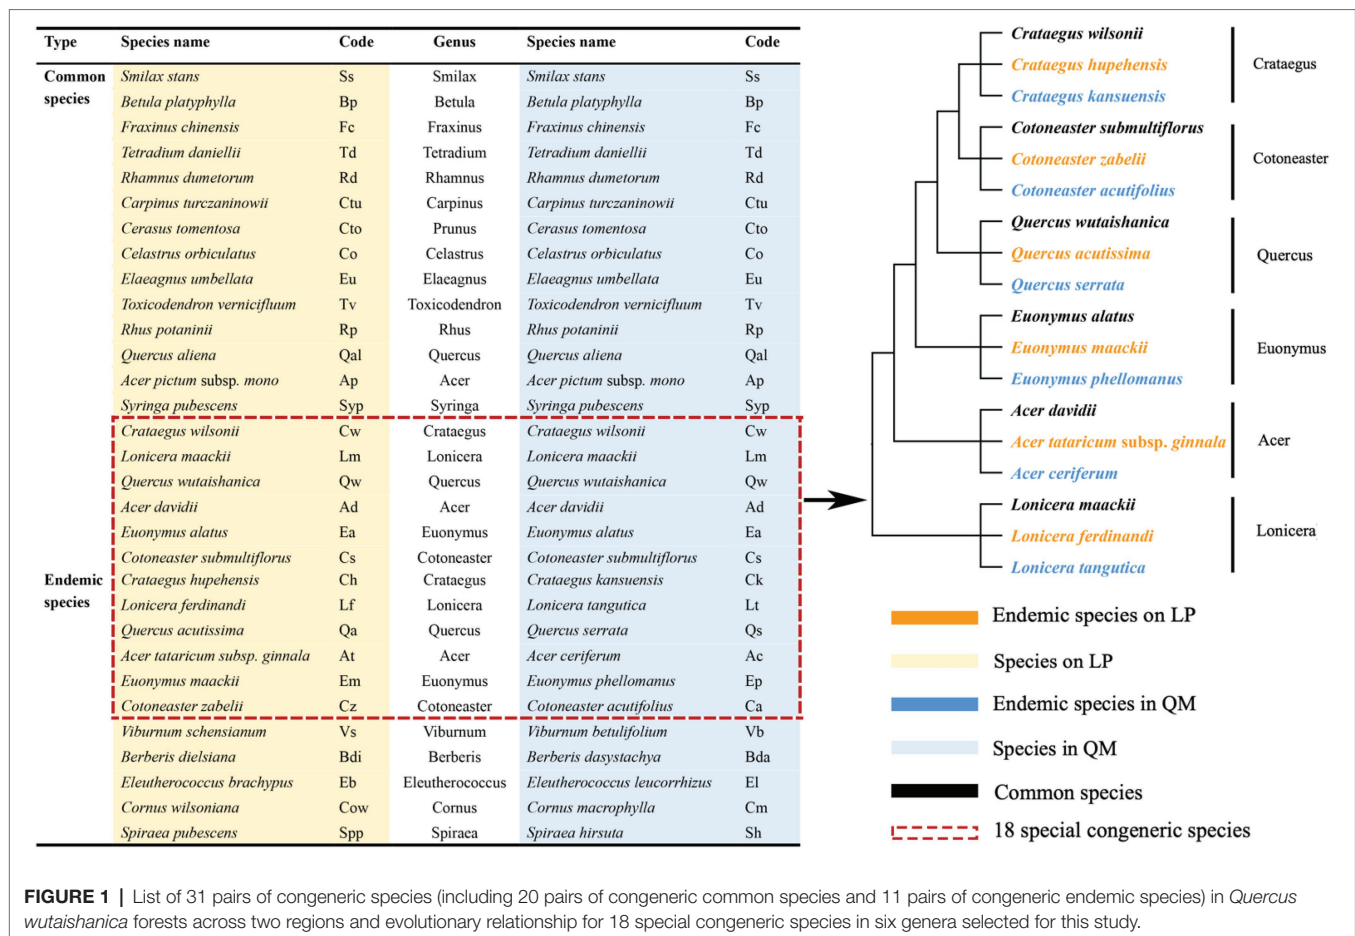 Type Species name Code Genus Species name Code
Common species Smilax stans Ss Smilax Smilax stans Ss
Betula platyphylla Bp Betula Betula platyphylla Bp
Fraxinus chinensis Fc Fraxinus Fraxinus chinensis Fc
Tetradium daniellii Td Tetradium Tetradium daniellii Td
Rhamnus dumetorum Rd Rhamnus Rhamnus dumetorum Rd
Carpinus turczaninowii Ctu Carpinus Carpinus turczaninowii Ctu
Cerasus tomentosa Cto Prunus Cerasus tomentosa Cto
Celastrus orbiculatus Co Celastrus Celastrus orbiculatus Co
Elaeagnus umbellata Eu Elaeagnus Elaeagnus umbellata Eu
Toxicodendron vernicifluum Tv Toxicodendron Toxicodendron vernicifluum Tv
Rhus potaninii Rp Rhus Rhus potaninii Rp
Quercus aliena Qal Quercus Quercus aliena Qal
Acer pictum subsp. mono Ap Acer Acer pictum subsp. mono Ap
Syringa pubescens Syp Syringa Syringa pubescens Syp
Crataegus wilsonii Cw Crataegus Crataegus wilsonii Cw
Lonicera maackii Lm Lonicera Lonicera maackii Lm
Quercus wutaishanica Qw Quercus Quercus wutaishanica Qw
Acer davidii Ad Acer Acer davidii Ad
Euonymus alatus Ea Euonymus Euonymus alatus Ea
Cotoneaster submultiflorus Cs Cotoneaster Cotoneaster submultiflorus Cs
Endemic species Crataegus hupehensis Ch Crataegus Crataegus kansuensis Ck
Lonicera ferdinandi Lf Lonicera Lonicera tangutica Lt
Quercus acutissima Qa Quercus Quercus serrata Qs
Acer tataricum subsp. ginnala At Acer Acer ceriferum Ac
Euonymus maackii Em Euonymus Euonymus phellomanus Ep
Cotoneaster zabelii Cz Cotoneaster Cotoneaster acutifolius Ca
Viburnum schensianum Vs Viburnum Viburnum betulifolium Vb
Berberis dielsiana Bdi Berberis Berberis dasystachya Bda
Eleutherococcus brachypus Eb Eleutherococcus Eleutherococcus leucorrhizus El
Cornus wilsoniana Cow Cornus Cornus macrophylla Cm
Spiraea pubescens Spp Spiraea Spiraea hirsuta Sh
Crataegus wilsonii
Crataegus hupehensis
Crataegus kansuensis
Crataegus
Cotoneaster submultiflorus
Cotoneaster zabelii
Cotoneaster acutifolius
Cotoneaster
Quercus wutaishanica
Quercus acutissima
Quercus serrata
Quercus
Euonymus alatus
Euonymus maackii
Euonymus phellomanus
Euonymus
Acer davidii
Acer tataricum subsp. ginnala
Acer ceriferum
Acer
Lonicera maackii
Lonicera ferdinandi
Lonicera tangutica
Lonicera
Endemic species on LP
Species on LP
Endemic species in QM
Species in QM
Common species
18 special congeneric species
FIGURE 1 | List of 31 pairs of congeneric species (including 20 pairs of congeneric common species and 11 pairs of congeneric endemic species) in Quercus
wutaishanica forests across two regions and evolutionary relationship for 18 special congeneric species in six genera selected for this study.